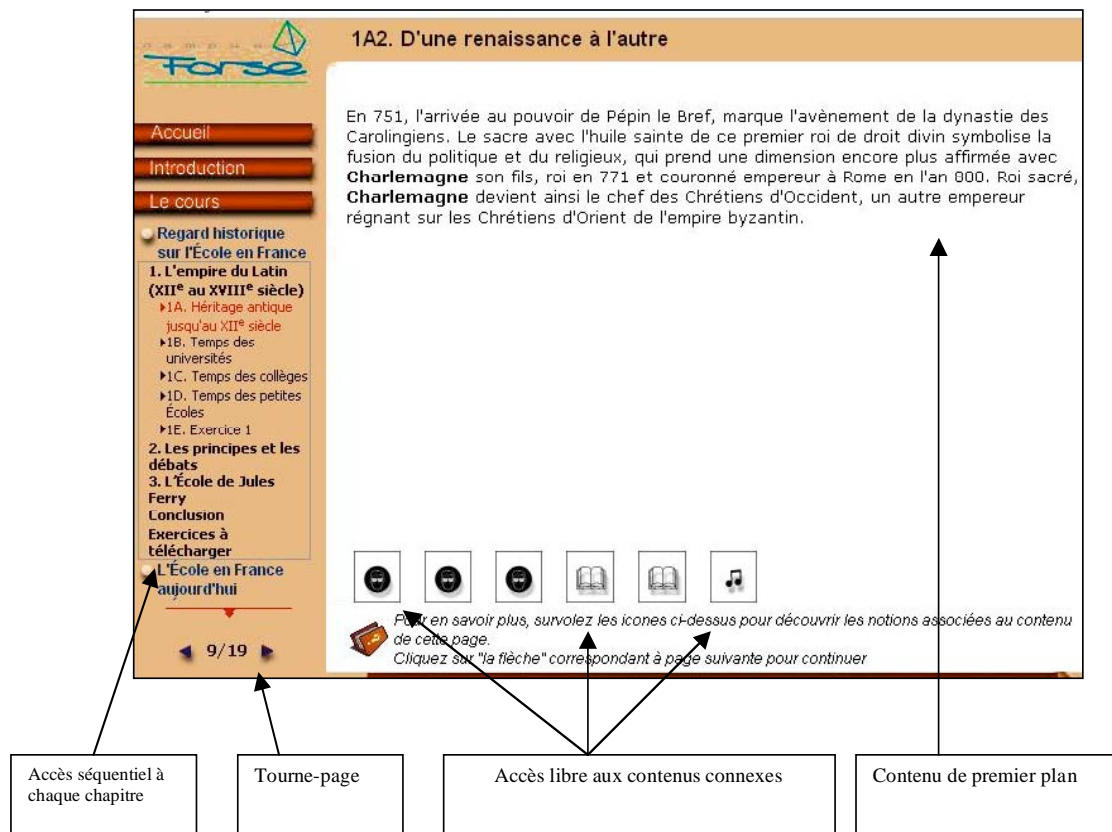 campus
Forse
1A2. D'une renaissance à l'autre
En 751, l'arrivée au pouvoir de Pépin le Bref, marque l'avènement de la dynastie des
Carolingiens. Le sacre avec l'huile sainte de ce premier roi de droit divin symbolise la
fusion du politique et du religieux, qui prend une dimension encore plus affirmée avec
Charlemagne son fils, roi en 771 et couronné empereur à Rome en l'an 800. Roi sacré,
Charlemagne devient ainsi le chef des Chrétiens d'Occident, un autre empereur
régnant sur les Chrétiens d'Orient de l'empire byzantin.
Accueil
Introduction
Le cours
Regard historique
sur l'École en France
1. L'empire du Latin
(XIIe au XVIIIe siècle)
1A. Héritage antique
jusqu'au XIIe siècle
1B. Temps des
universités
1C. Temps des collèges
1D. Temps des petites
Écoles
1E. Exercice 1
2. Les principes et les
débats
3. L'École de Jules
Ferry
Conclusion
Exercices à
télécharger
L'École en France
aujourd'hui
9/19
Pour en savoir plus, survolez les icones ci-dessus pour découvrir les notions associées au contenu
de cette page.
Cliquez sur "la flèche" correspondant à page suivante pour continuer
Accès séquentiel à
chaque chapitre
Tourne-page
Accès libre aux contenus connexes
Contenu de premier plan